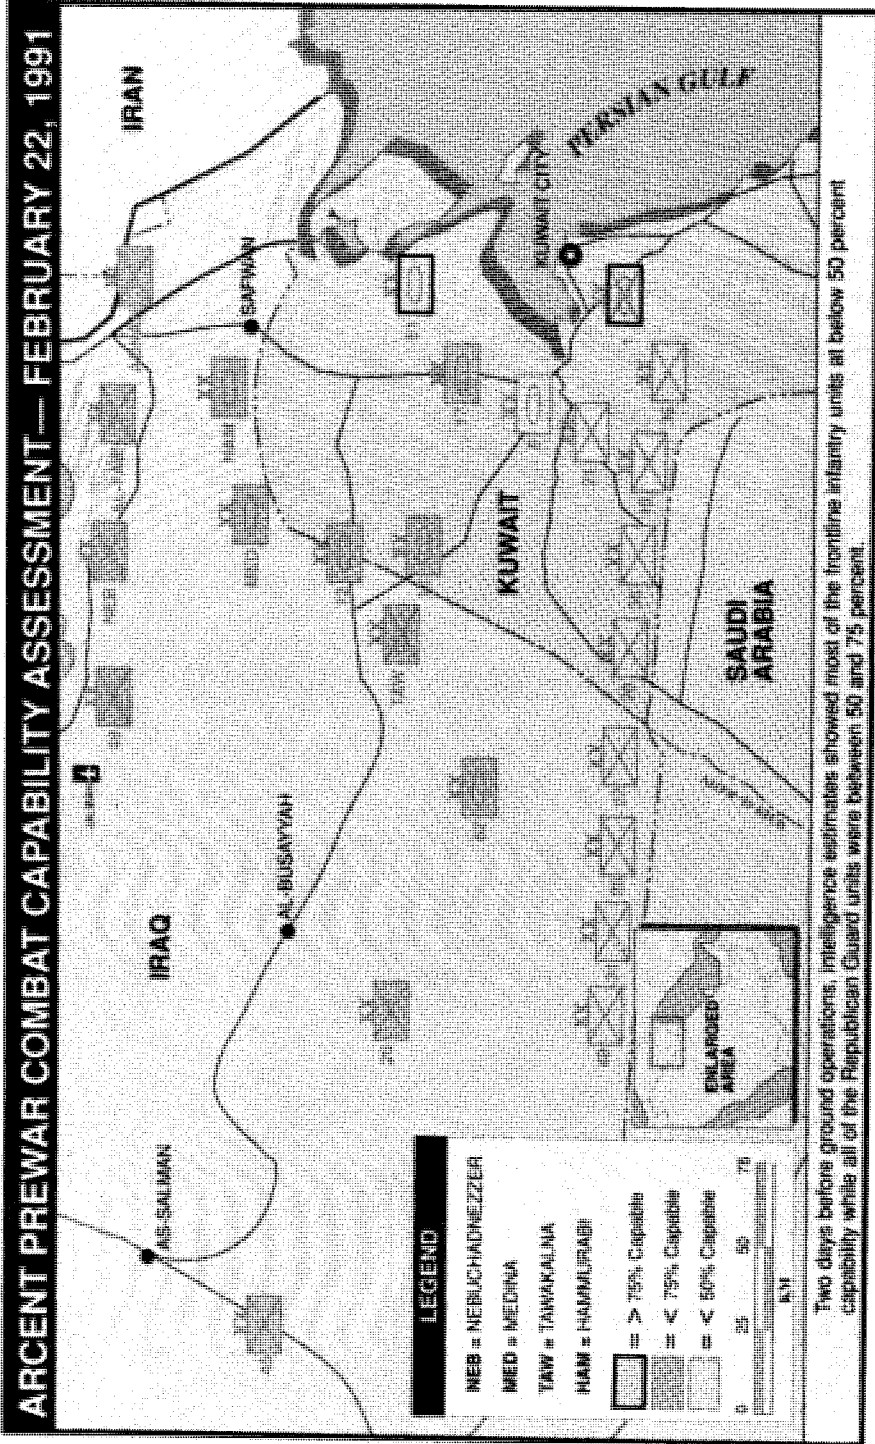 ARCENT PREWAR COMBAT CAPABILITY ASSESSMENT — FEBRUARY 22, 1991
IRAN
IRAQ
SAFWAN
AS-SALMAN
AL-BUSAYYAH
HAM
MED
NEB
TAW
KUWAIT
KUWAIT CITY
PERSIAN GULF
SAUDI
ARABIA
ENLARGED
AREA
LEGEND
NEB = NEBUCHADNEZZER
MED = MEDINA
TAW = TAWAKALNA
HAM = HAMMURABI
= > 75% Capable
= < 75% Capable
= < 50% Capable
0 25 50 75
KM
Two days before ground operations, intelligence estimates showed most of the frontline infantry units at below 50 percent
capability while all of the Republican Guard units were between 50 and 75 percent.